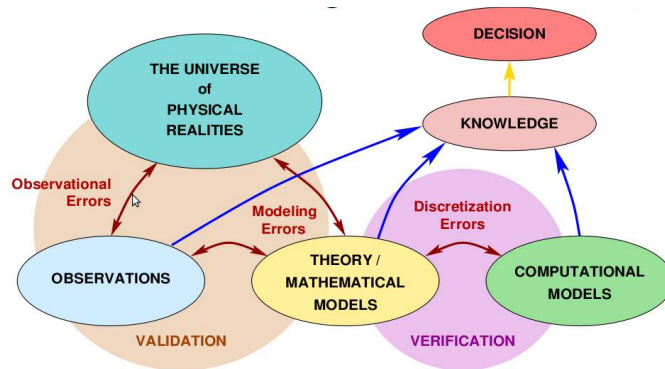 DECISION
THE UNIVERSE
of
PHYSICAL
REALITIES
KNOWLEDGE
Observational
Errors
Modeling
Errors
Discretization
Errors
OBSERVATIONS
THEORY /
MATHEMATICAL
MODELS
COMPUTATIONAL
MODELS
VALIDATION
VERIFICATION